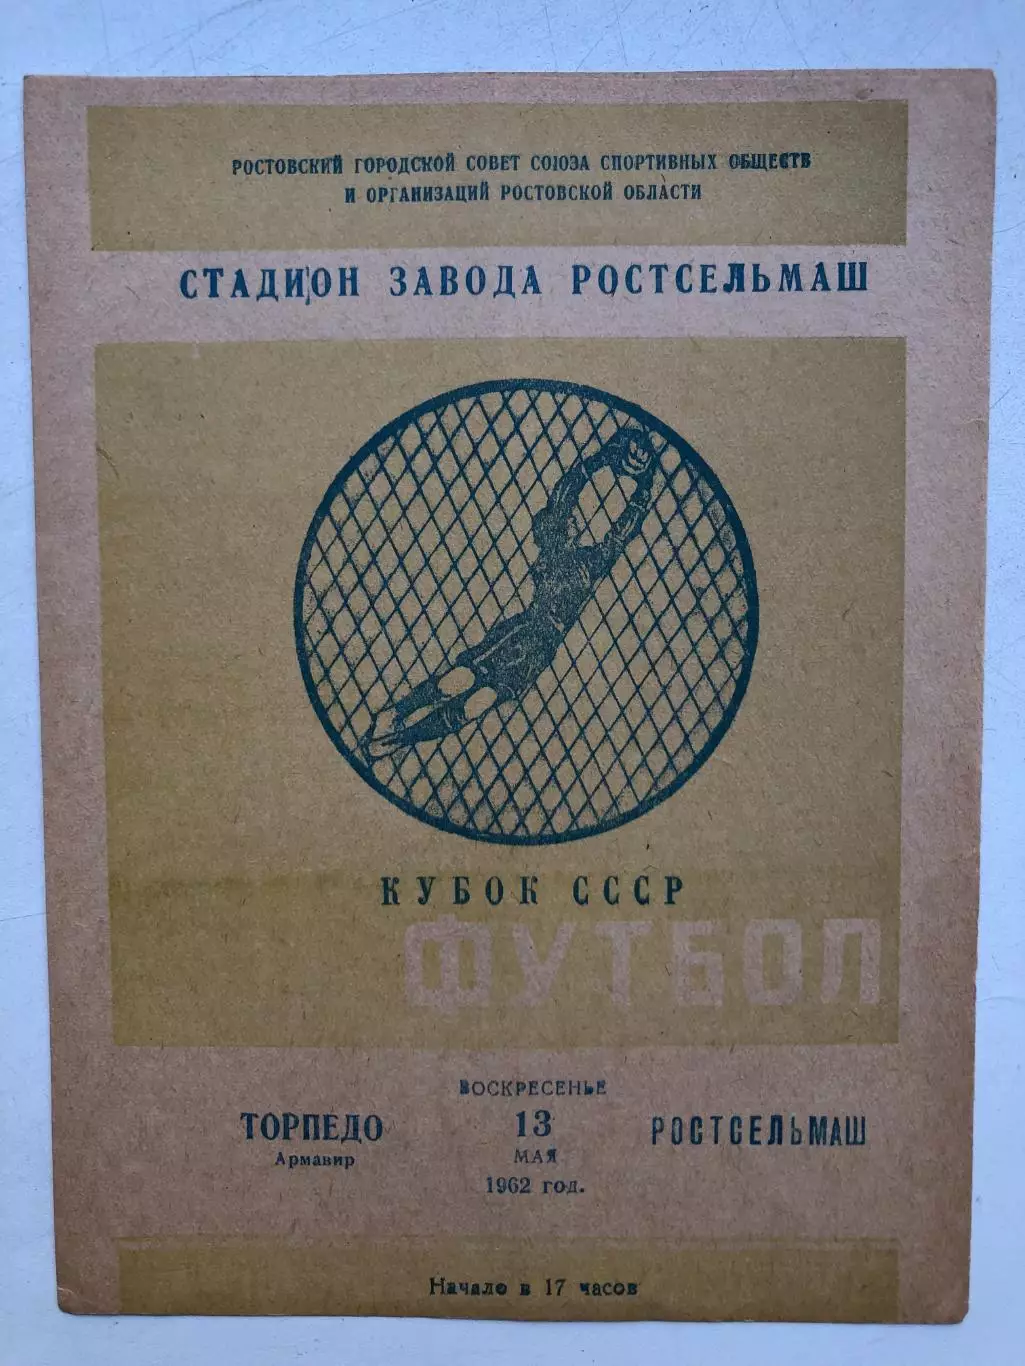 РОСТОВСКИЙ ГОРОДСКОЙ СОВЕТ СОЮЗА СПОРТИВНЫХ ОБЩЕСТВ
И ОРГАНИЗАЦИЙ РОСТОВСКОЙ ОБЛАСТИ
СТАДИОН ЗАВОДА РОСТСЕЛЬМАШ
КУБОК СССР
ФУТБОЛ
ВОСКРЕСЕНЬЕ
ТОРПЕДО 13 РОСТСЕЛЬМАШ
Армавир МАЯ
1962 год.
Начало в 17 часов